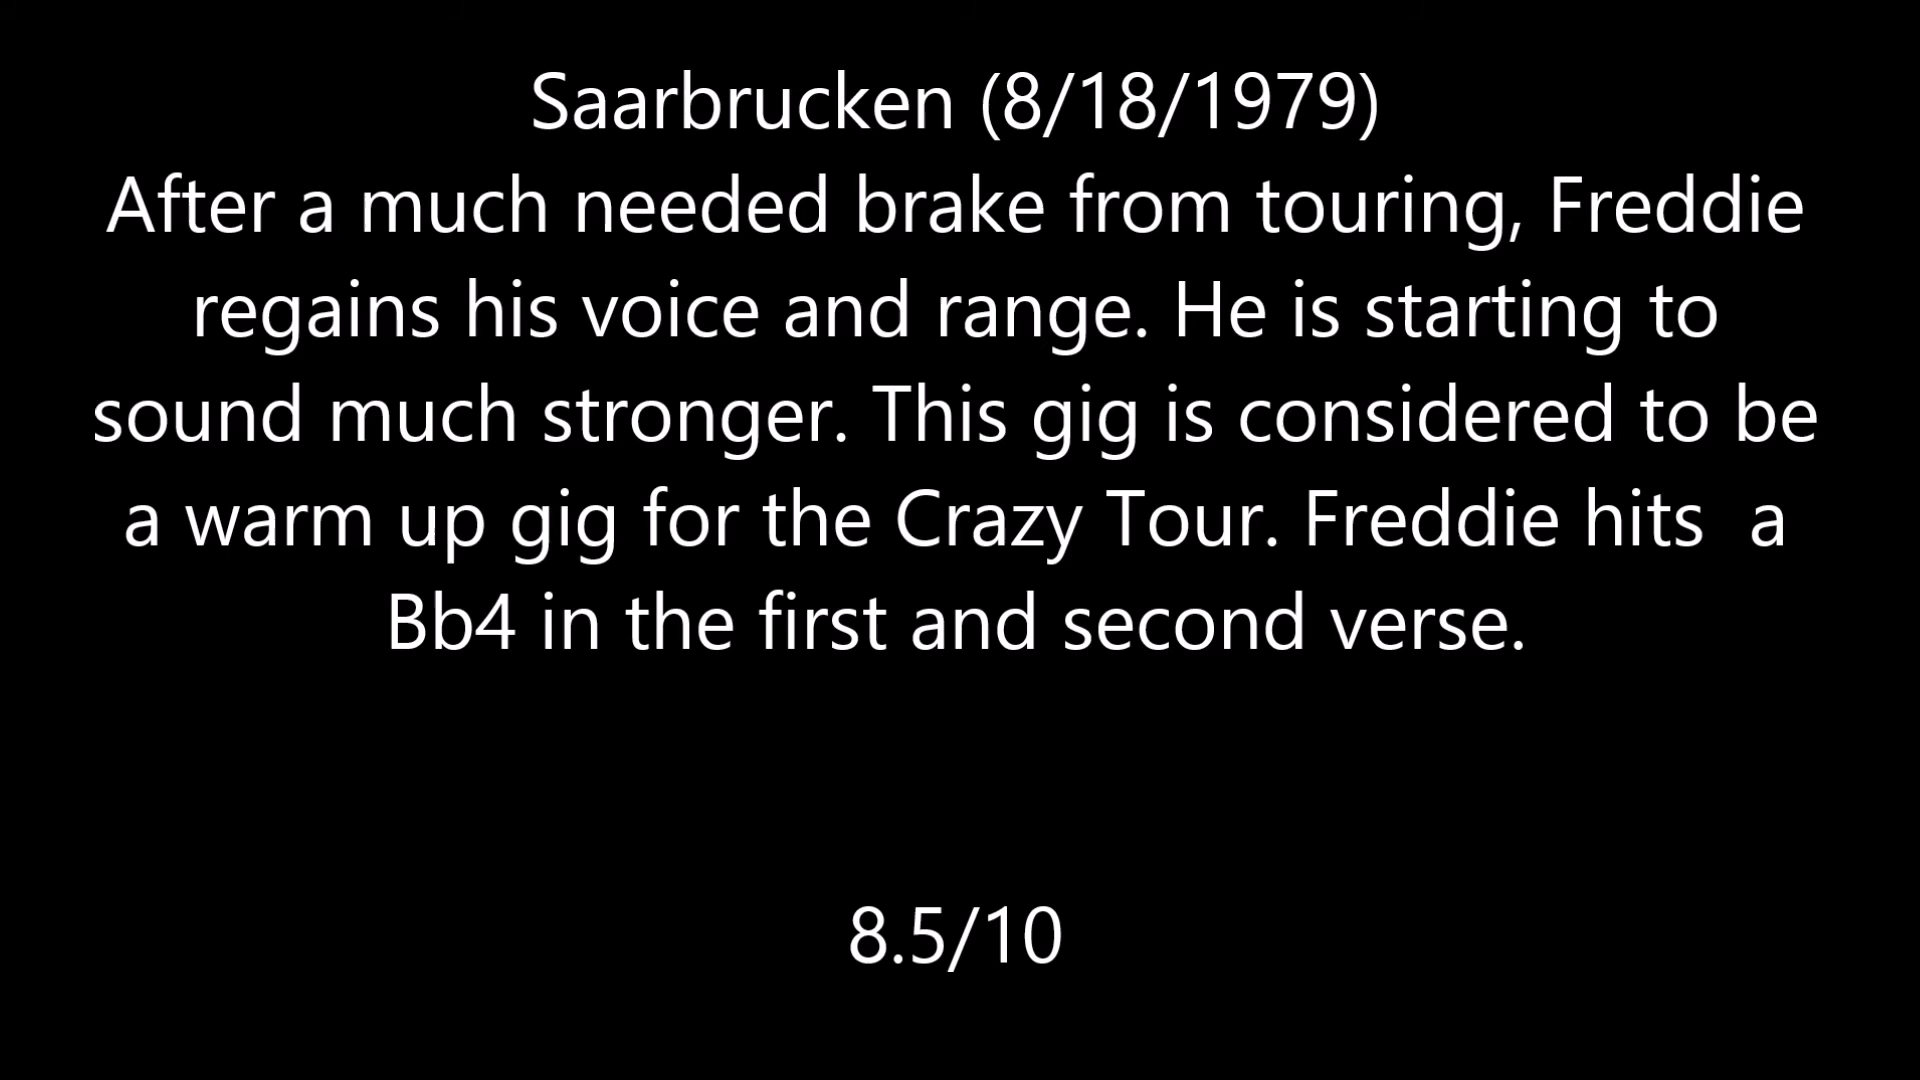 Saarbrucken (8/18/1979)
After a much needed brake from touring, Freddie
regains his voice and range. He is starting to
sound much stronger. This gig is considered to be
a warm up gig for the Crazy Tour. Freddie hits  a
Bb4 in the first and second verse.
8.5/10